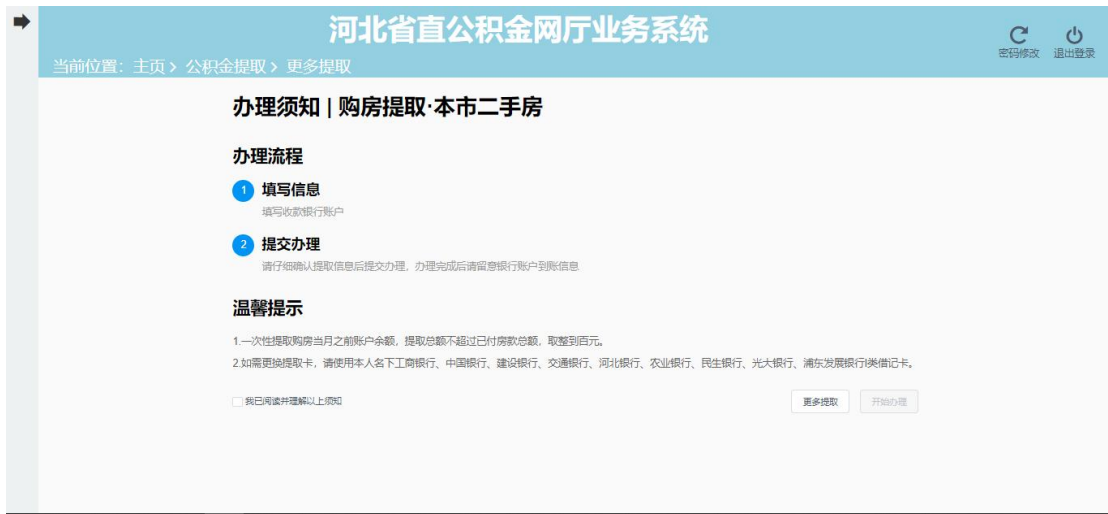 河北省直公积金网厅业务系统
密码修改 退出登录
当前位置：主页 > 公积金提取 > 更多提取
办理须知 | 购房提取·本市二手房
办理流程
1 填写信息
填写收款银行账户
2 提交办理
请仔细确认提取信息后提交办理，办理完成后请留意银行账户到账信息
温馨提示
1.一次性提取购房当月之前账户余额，提取总额不超过已付房款总额，取整到百元。
2.如需更换提取卡，请使用本人名下工商银行、中国银行、建设银行、交通银行、河北银行、农业银行、民生银行、光大银行、浦东发展银行I类借记卡。
我已阅读并理解以上须知 更多提取 开始办理